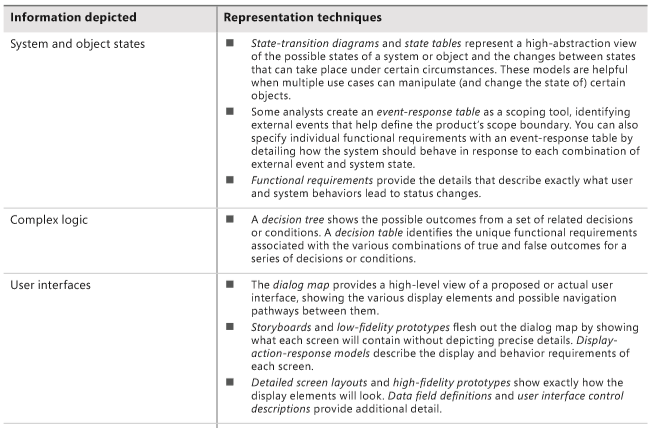 Information depicted
Representation techniques
System and object states
■ State-transition diagrams and state tables represent a high-abstraction view
of the possible states of a system or object and the changes between states
that can take place under certain circumstances. These models are helpful
when multiple use cases can manipulate (and change the state of) certain
objects.
■ Some analysts create an event-response table as a scoping tool, identifying
external events that help define the product's scope boundary. You can also
specify individual functional requirements with an event-response table by
detailing how the system should behave in response to each combination of
external event and system state.
■ Functional requirements provide the details that describe exactly what user
and system behaviors lead to status changes.
Complex logic
■ A decision tree shows the possible outcomes from a set of related decisions
or conditions. A decision table identifies the unique functional requirements
associated with the various combinations of true and false outcomes for a
series of decisions or conditions.
User interfaces
■ The dialog map provides a high-level view of a proposed or actual user
interface, showing the various display elements and possible navigation
pathways between them.
■ Storyboards and low-fidelity prototypes flesh out the dialog map by showing
what each screen will contain without depicting precise details. Display-
action-response models describe the display and behavior requirements of
each screen.
■ Detailed screen layouts and high-fidelity prototypes show exactly how the
display elements will look. Data field definitions and user interface control
descriptions provide additional detail.